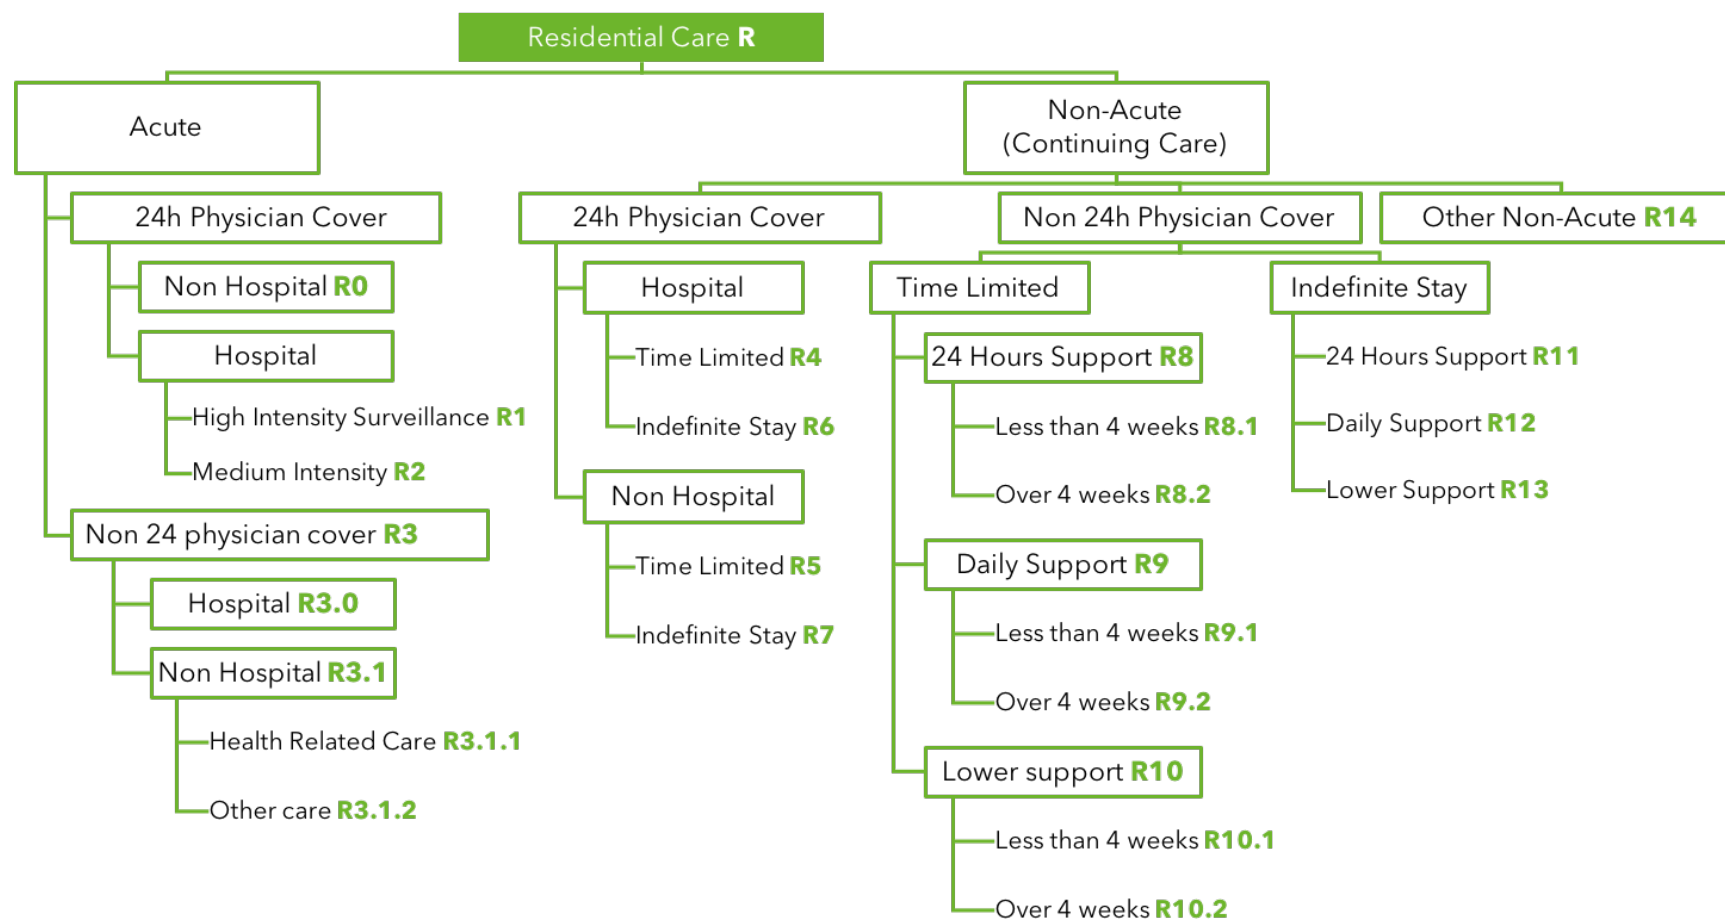 Residential Care R
Acute
24h Physician Cover
Non Hospital R0
Hospital
High Intensity Surveillance R1
Medium Intensity R2
Non 24 physician cover R3
Hospital R3.0
Non Hospital R3.1
Health Related Care R3.1.1
Other care R3.1.2
Non-Acute
(Continuing Care)
24h Physician Cover
Hospital
Time Limited R4
Indefinite Stay R6
Non Hospital
Time Limited R5
Indefinite Stay R7
Non 24h Physician Cover
Time Limited
24 Hours Support R8
Less than 4 weeks R8.1
Over 4 weeks R8.2
Daily Support R9
Less than 4 weeks R9.1
Over 4 weeks R9.2
Lower support R10
Less than 4 weeks R10.1
Over 4 weeks R10.2
Indefinite Stay
24 Hours Support R11
Daily Support R12
Lower Support R13
Other Non-Acute R14